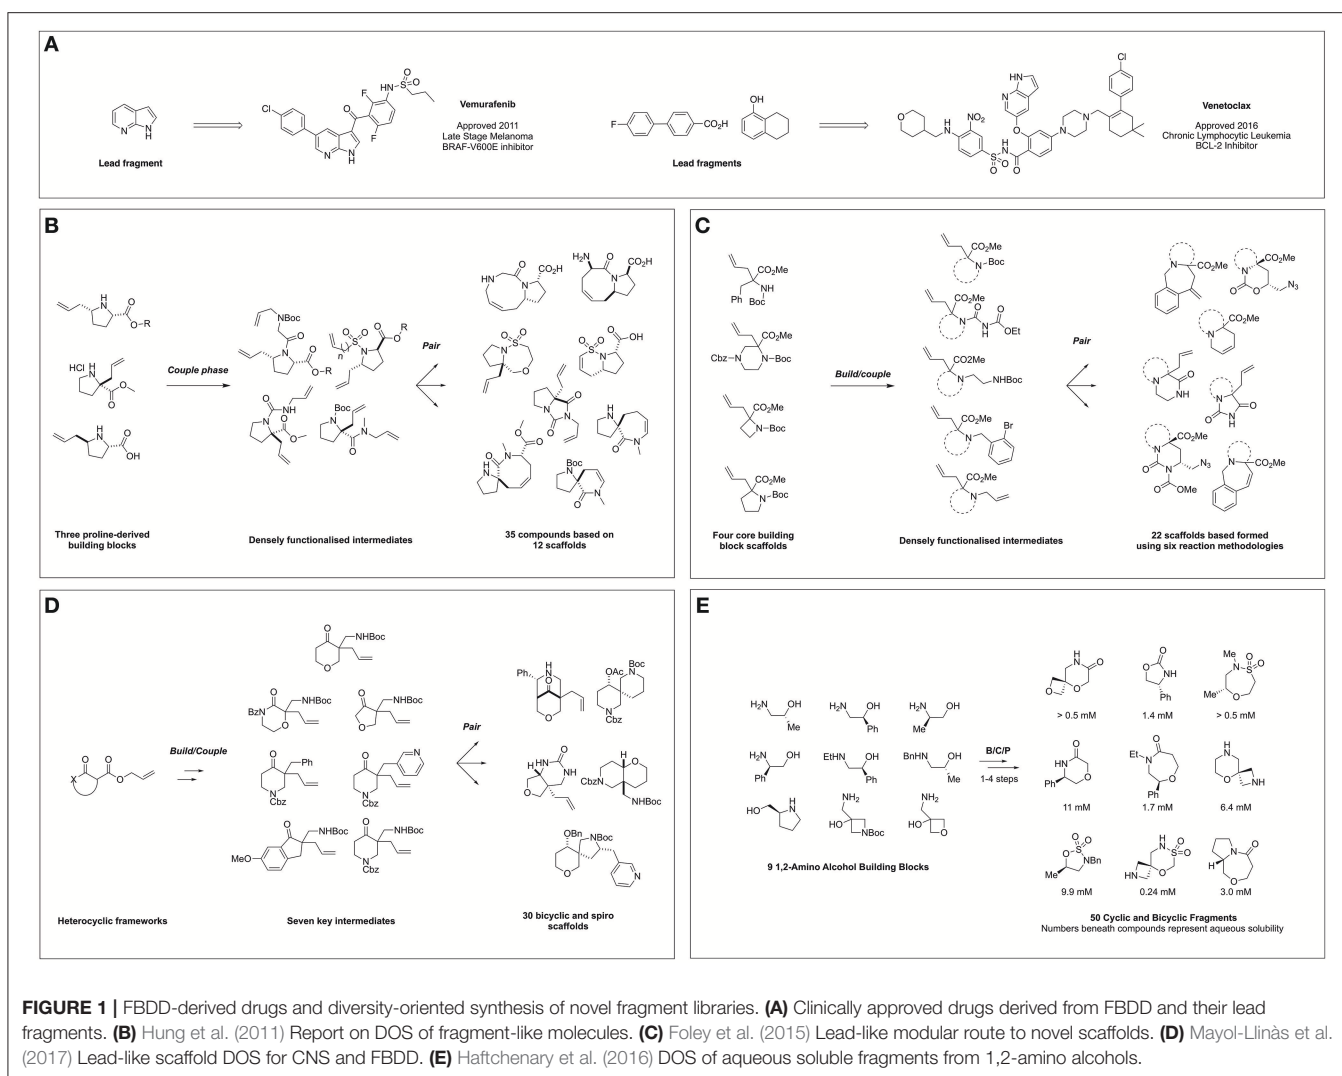 A
Lead fragment
Vemurafenib
Approved 2011
Late Stage Melanoma
BRAF-V600E inhibitor
Lead fragments
Venetoclax
Approved 2016
Chronic Lymphocytic Leukemia
BCL-2 Inhibitor
B
Couple phase
Pair
Three proline-derived
building blocks
Densely functionalised intermediates
35 compounds based on
12 scaffolds
C
Build/couple
Pair
Four core building
block scaffolds
Densely functionalised intermediates
22 scaffolds based formed
using six reaction methodologies
D
Build/Couple
Pair
Heterocyclic frameworks
Seven key intermediates
30 bicyclic and spiro
scaffolds
E
B/C/P
1-4 steps
9 1,2-Amino Alcohol Building Blocks
> 0.5 mM
1.4 mM
> 0.5 mM
11 mM
1.7 mM
6.4 mM
9.9 mM
0.24 mM
3.0 mM
50 Cyclic and Bicyclic Fragments
Numbers beneath compounds represent aqueous solubility
FIGURE 1 | FBDD-derived drugs and diversity-oriented synthesis of novel fragment libraries. (A) Clinically approved drugs derived from FBDD and their lead
fragments. (B) Hung et al. (2011) Report on DOS of fragment-like molecules. (C) Foley et al. (2015) Lead-like modular route to novel scaffolds. (D) Mayol-Llinàs et al.
(2017) Lead-like scaffold DOS for CNS and FBDD. (E) Haftchenary et al. (2016) DOS of aqueous soluble fragments from 1,2-amino alcohols.